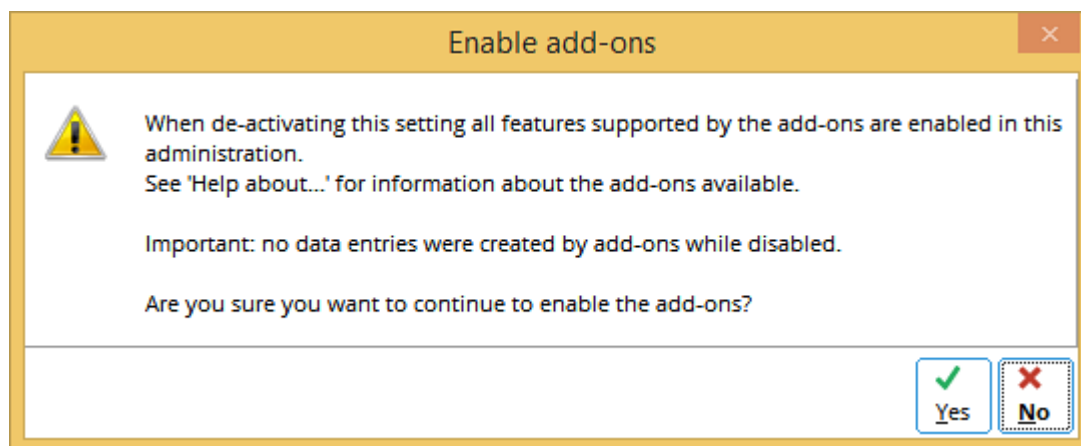 Enable add-ons
When de-activating this setting all features supported by the add-ons are enabled in this
administration.
See 'Help about...' for information about the add-ons available.
Important: no data entries were created by add-ons while disabled.
Are you sure you want to continue to enable the add-ons?
Yes No